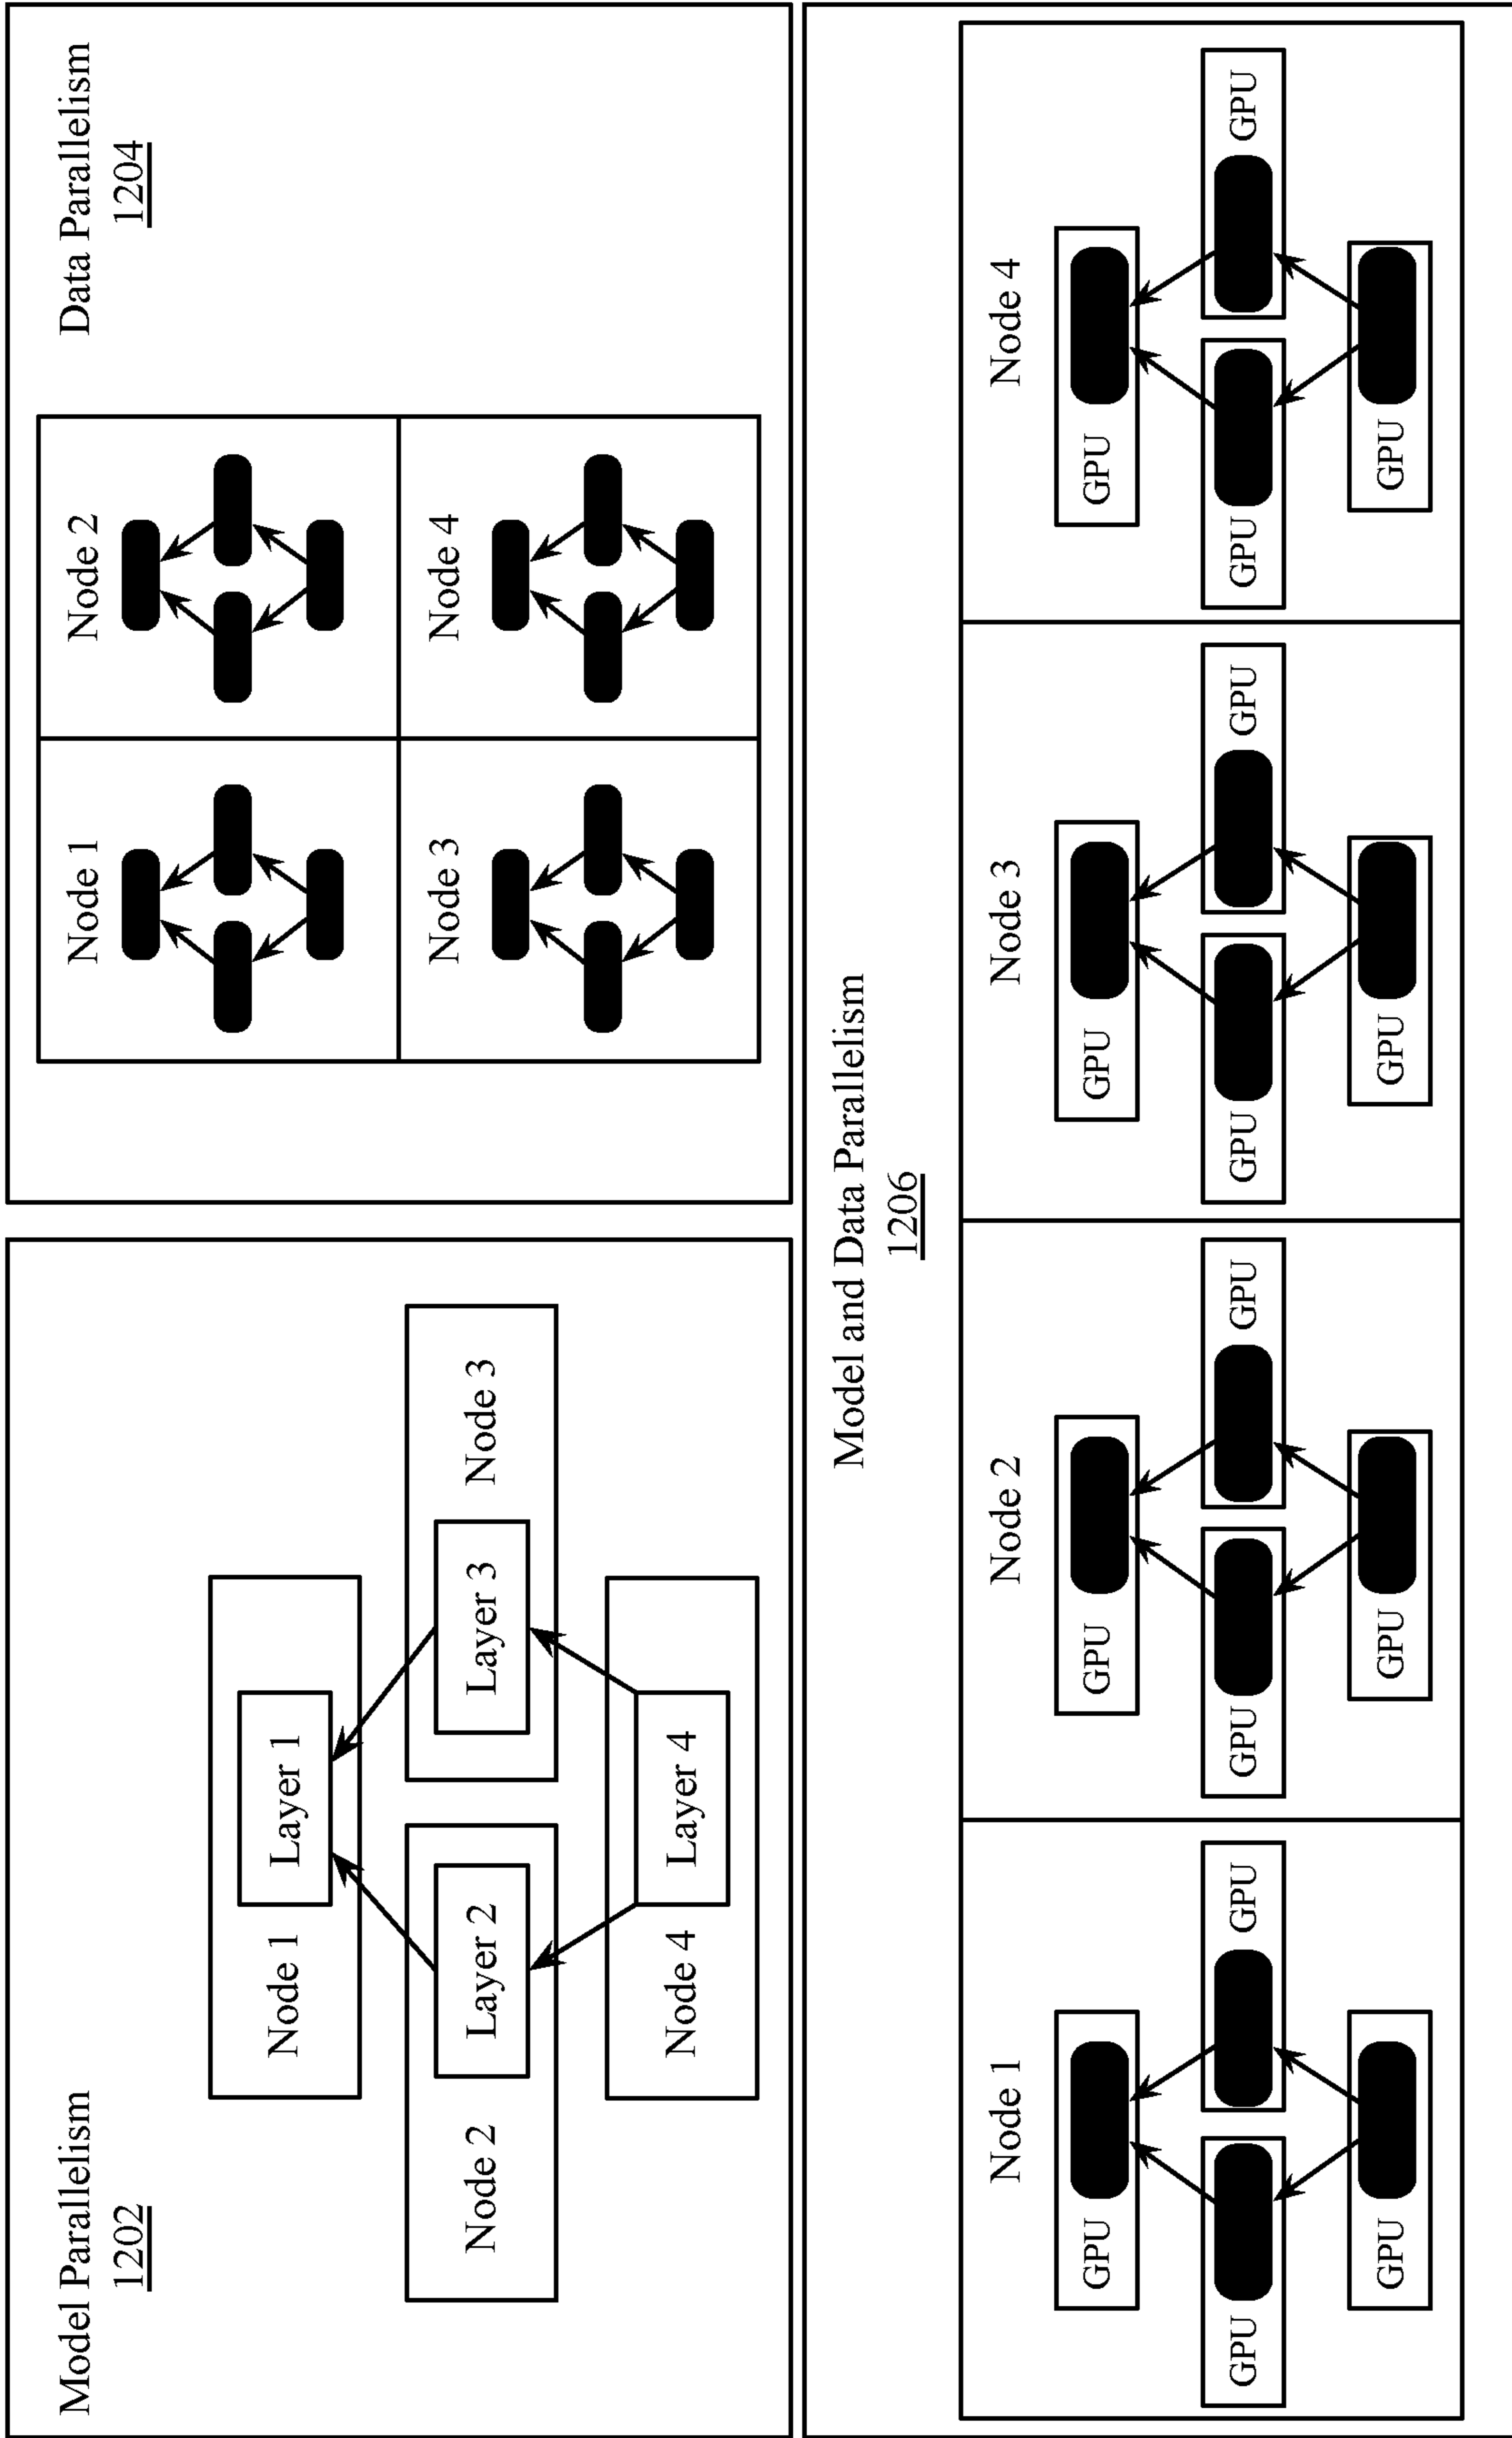 Model Parallelism
1202
Node 1
Layer 1
Node 2
Layer 2
Layer 3
Node 3
Node 4
Layer 4
Data Parallelism
1204
Node 1
Node 2
Node 3
Node 4
Model and Data Parallelism
1206
Node 1
GPU
GPU
GPU
GPU
Node 2
GPU
GPU
GPU
GPU
Node 3
GPU
GPU
GPU
GPU
Node 4
GPU
GPU
GPU
GPU